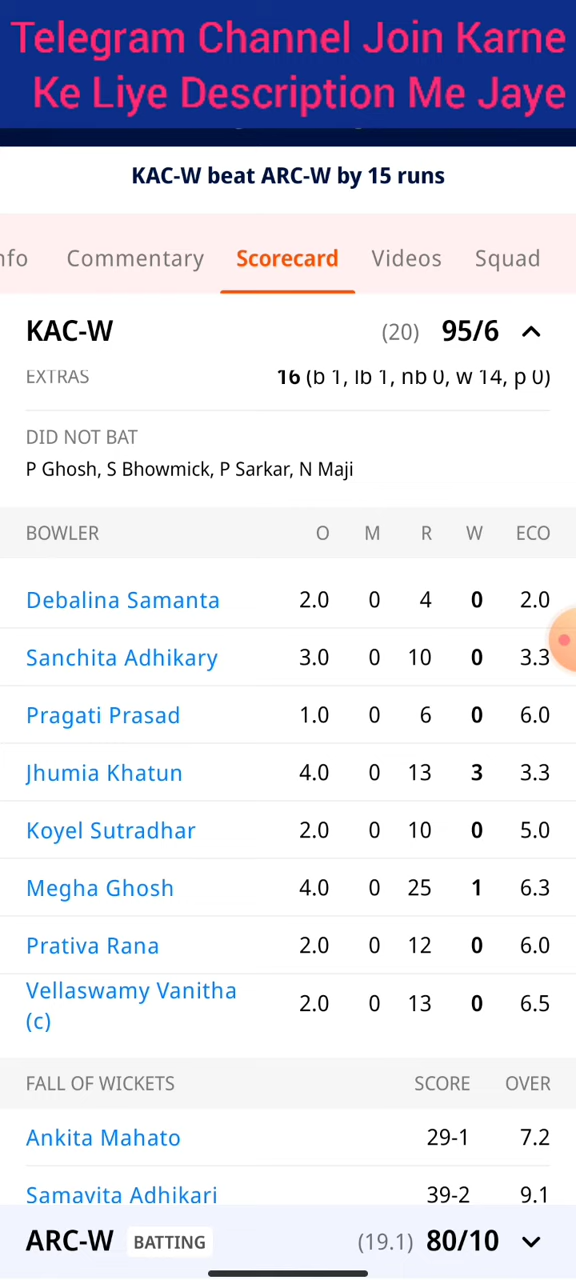 Telegram Channel Join Karne
Ke Liye Description Me Jaye
KAC-W beat ARC-W by 15 runs
nfo Commentary Scorecard Videos Squad
KAC-W (20) 95/6
EXTRAS 16 (b 1, lb 1, nb 0, w 14, p 0)
DID NOT BAT
P Ghosh, S Bhowmick, P Sarkar, N Maji
BOWLER O M R W ECO
Debalina Samanta 2.0 0 4 0 2.0
Sanchita Adhikary 3.0 0 10 0 3.3
Pragati Prasad 1.0 0 6 0 6.0
Jhumia Khatun 4.0 0 13 3 3.3
Koyel Sutradhar 2.0 0 10 0 5.0
Megha Ghosh 4.0 0 25 1 6.3
Prativa Rana 2.0 0 12 0 6.0
Vellaswamy Vanitha (c) 2.0 0 13 0 6.5
FALL OF WICKETS SCORE OVER
Ankita Mahato 29-1 7.2
Samavita Adhikari 39-2 9.1
ARC-W BATTING (19.1) 80/10